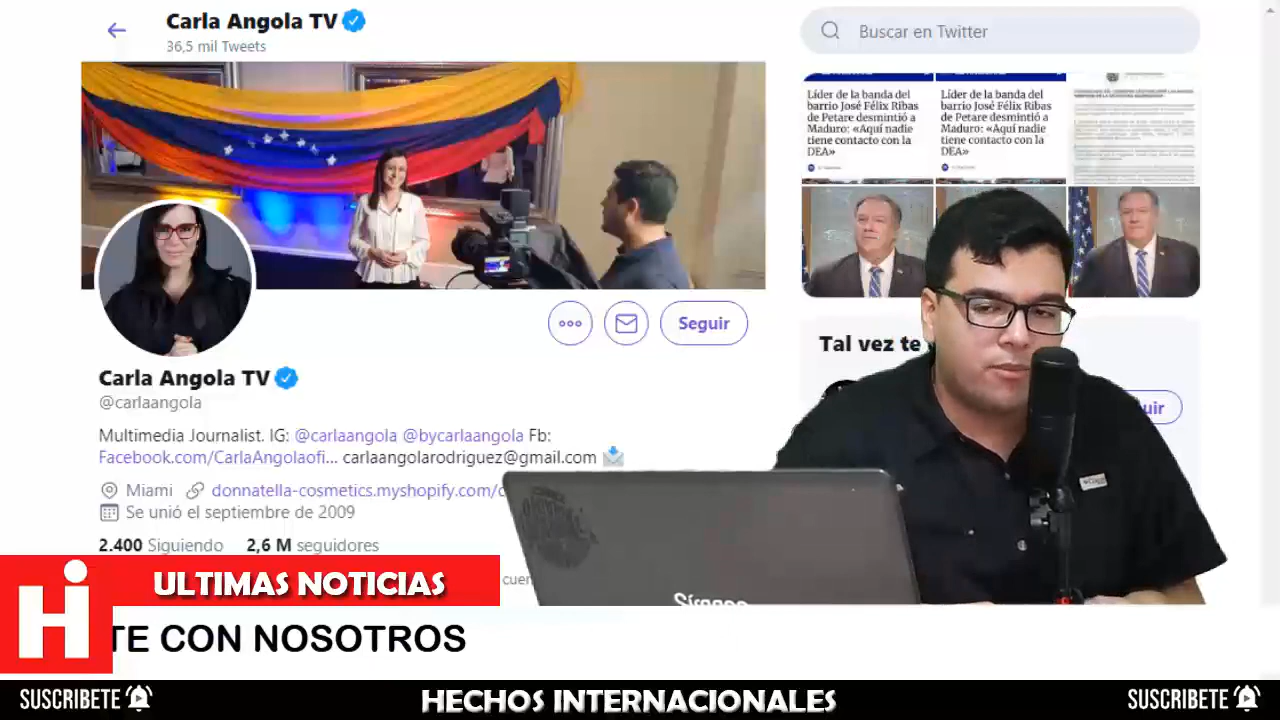 Carla Angola TV
36,5 mil Tweets
Buscar en Twitter
Líder de la banda del
barrio José Félix Ribas
de Petare desmintió a
Maduro: «Aquí nadie
tiene contacto con la
DEA»
Líder de la banda del
barrio José Félix Ribas
de Petare desmintió a
Maduro: «Aquí nadie
tiene contacto con la
DEA»
Seguir
Tal vez te
uir
Carla Angola TV
@carlaangola
Multimedia Journalist. IG: @carlaangola @bycarlaangola Fb:
Facebook.com/CarlaAngolaofi... carlaangolarodriguez@gmail.com
Miami donnatella-cosmetics.myshopify.com/c
Se unió el septiembre de 2009
2.400 Siguiendo 2,6 M seguidores
cuen
Hi
ULTIMAS NOTICIAS
TE CON NOSOTROS
SUSCRIBETE
HECHOS INTERNACIONALES
SUSCRIBETE